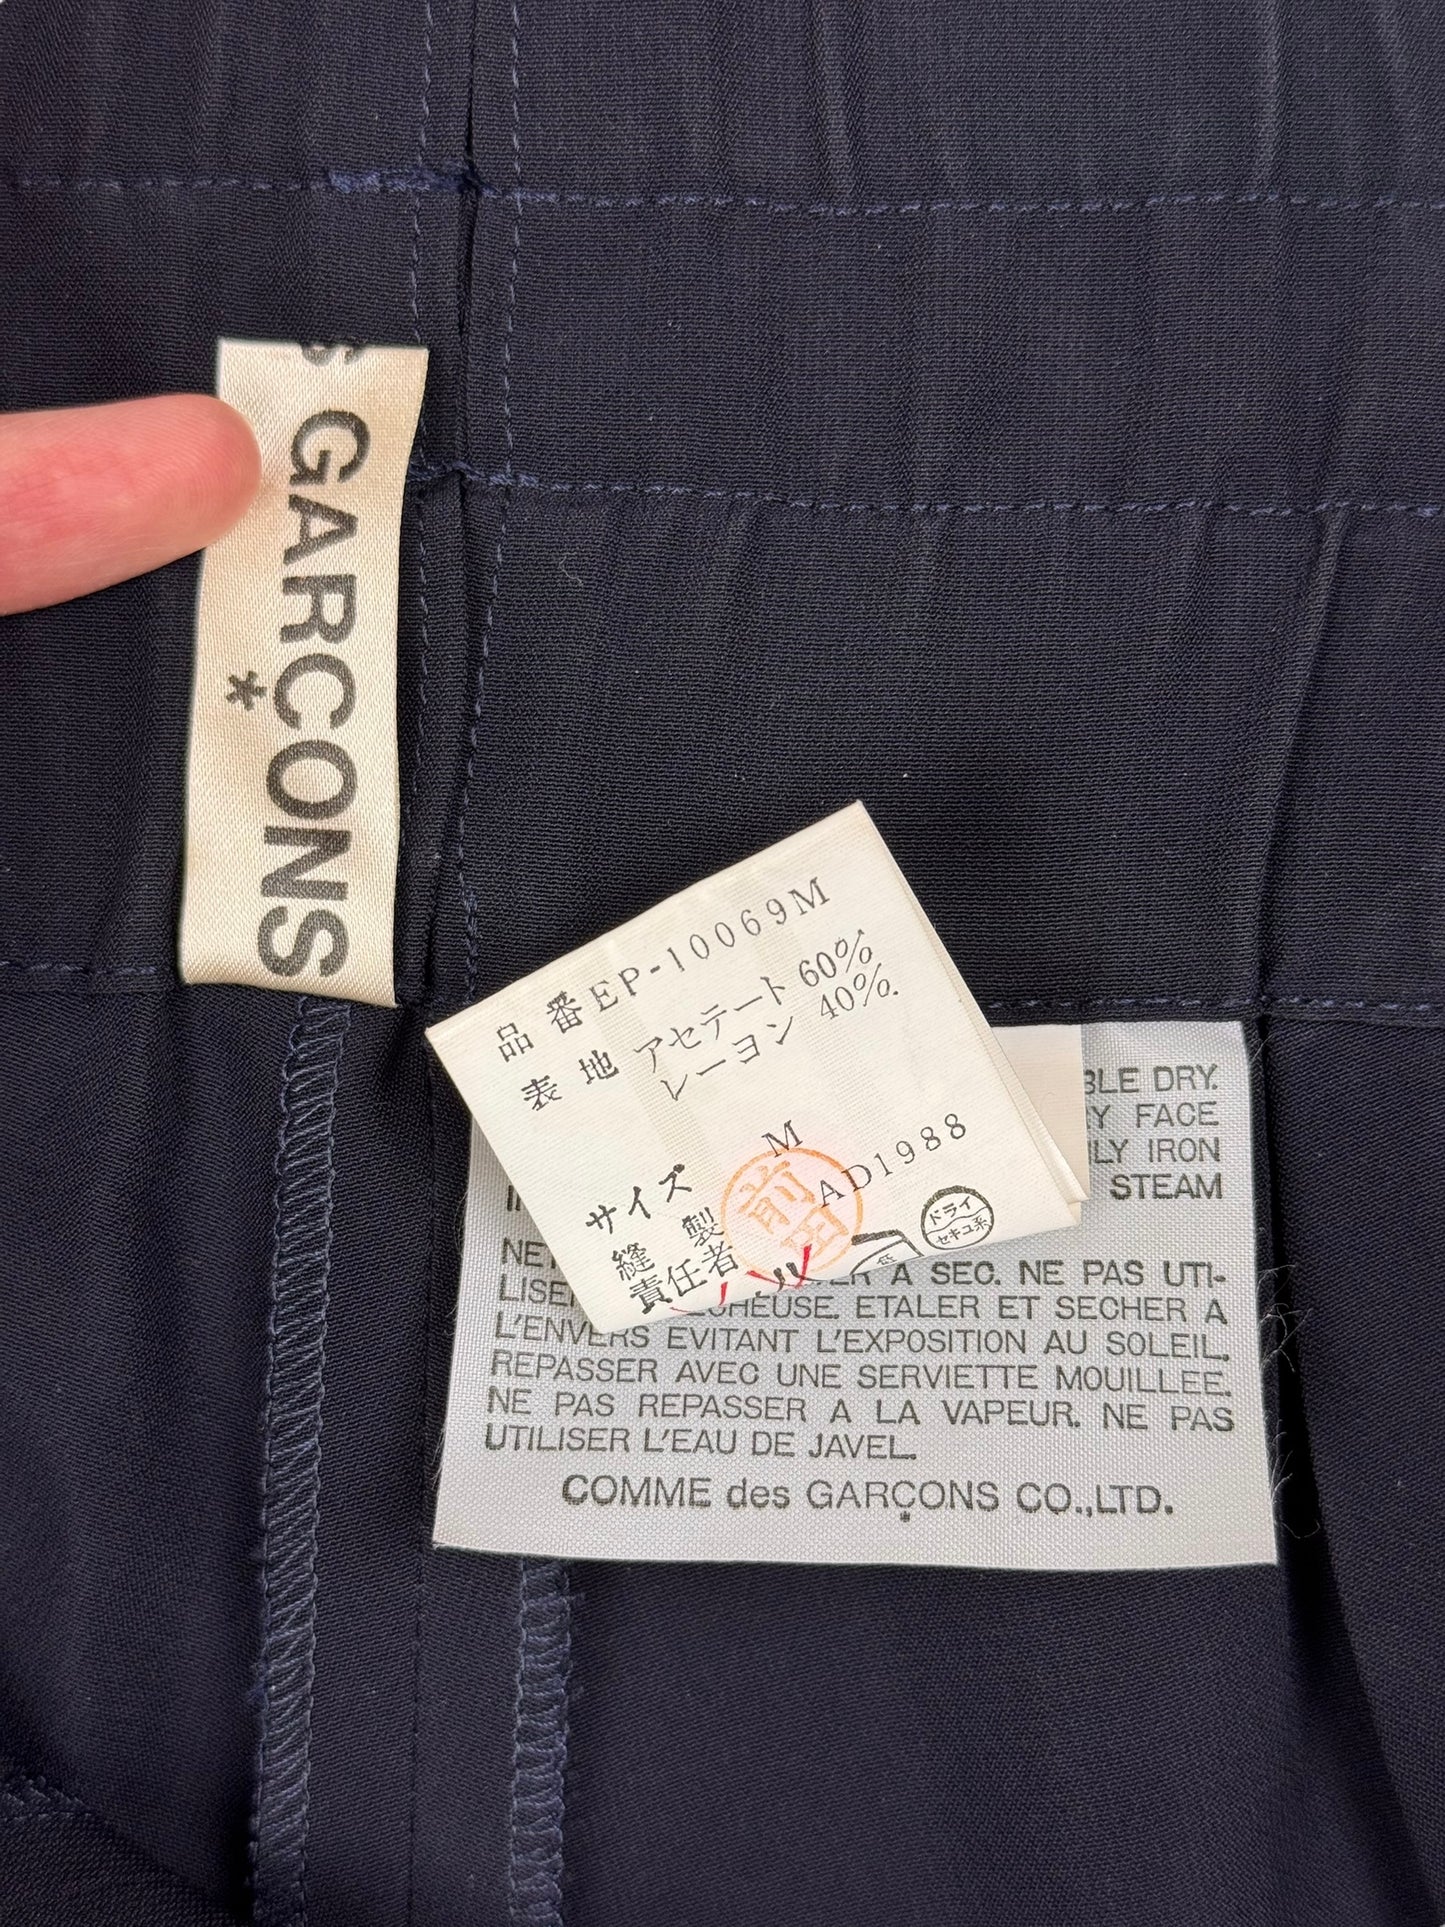 S GARÇONS
品番 EP-10069M
表地 アセテート 60%
レーヨン 40%.
サイズ M
縫製
責任者
前田
AD1988
ドライ
セキユ系
低
BLE DRY.
Y FACE
ILY IRON
STEAM
A SEC. NE PAS UTI-
ETALER ET SECHER A
L'ENVERS EVITANT L'EXPOSITION AU SOLEIL.
REPASSER AVEC UNE SERVIETTE MOUILLEE.
NE PAS REPASSER A LA VAPEUR. NE PAS
UTILISER L'EAU DE JAVEL.
COMME des GARÇONS CO.,LTD.